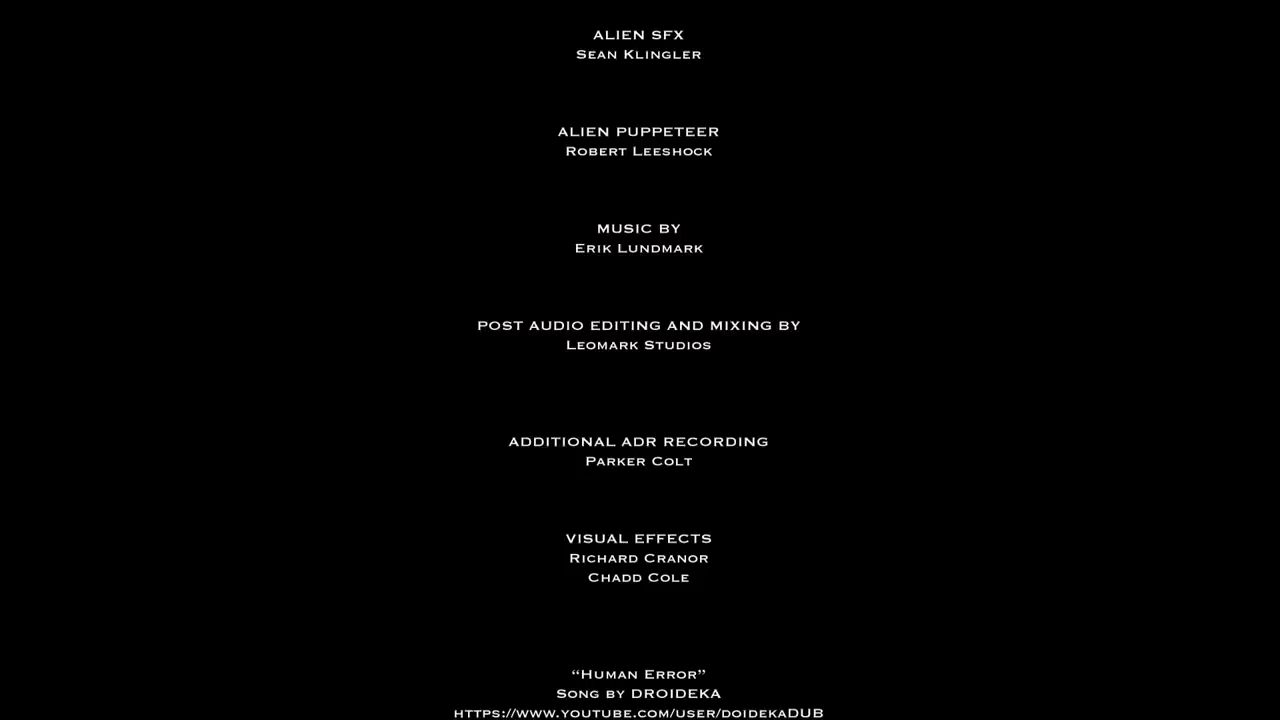 ALIEN SFX
Sean Klingler
ALIEN PUPPETEER
Robert Leeshock
MUSIC BY
Erik Lundmark
POST AUDIO EDITING AND MIXING BY
Leomark Studios
ADDITIONAL ADR RECORDING
Parker Colt
VISUAL EFFECTS
Richard Cranor
Chadd Cole
“Human Error”
Song by DROIDEKA
https://www.youtube.com/user/doidekaDUB